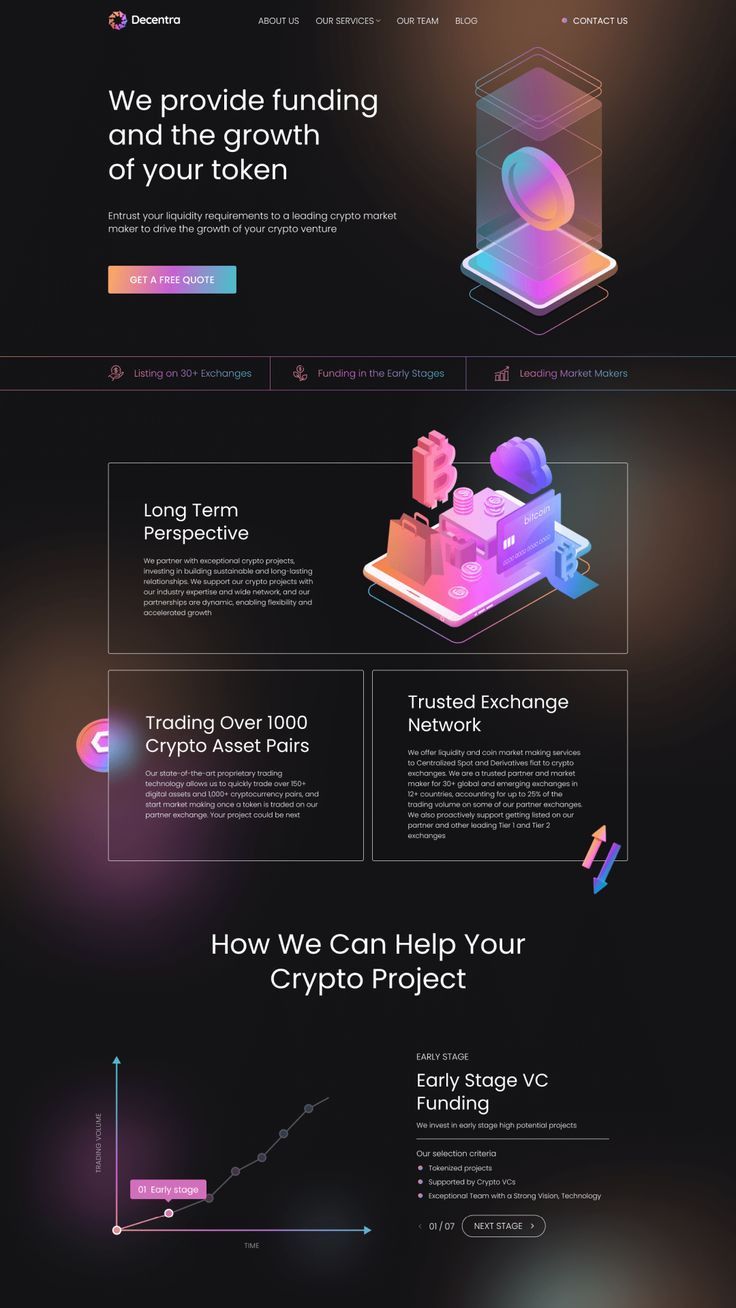 Decentra
ABOUT US
OUR SERVICES
OUR TEAM
BLOG
CONTACT US
We provide funding
and the growth
of your token
Entrust your liquidity requirements to a leading crypto market
maker to drive the growth of your crypto venture
GET A FREE QUOTE
Listing on 30+ Exchanges
Funding in the Early Stages
Leading Market Makers
Long Term
Perspective
We partner with exceptional crypto projects,
investing in building sustainable and long-lasting
relationships. We support our crypto projects with
our industry expertise and wide network, and our
partnerships are dynamic, enabling flexibility and
accelerated growth
bitcoin
0000 0000 0000 0000
Trading Over 1000
Crypto Asset Pairs
Our state-of-the-art proprietary trading
technology allows us to quickly trade over 150+
digital assets and 1,000+ cryptocurrency pairs, and
start market making once a token is traded on our
partner exchange. Your project could be next
Trusted Exchange
Network
We offer liquidity and coin market making services
to Centralized Spot and Derivatives fiat to crypto
exchanges. We are a trusted partner and market
maker for 30+ global and emerging exchanges in
12+ countries, accounting for up to 25% of the
trading volume on some of our partner exchanges.
We also proactively support getting listed on our
partner and other leading Tier 1 and Tier 2
exchanges
How We Can Help Your
Crypto Project
TRADING VOLUME
01 Early stage
TIME
EARLY STAGE
Early Stage VC
Funding
We invest in early stage high potential projects
Our selection criteria
Tokenized projects
Supported by Crypto VCs
Exceptional Team with a Strong Vision, Technology
01 / 07
NEXT STAGE